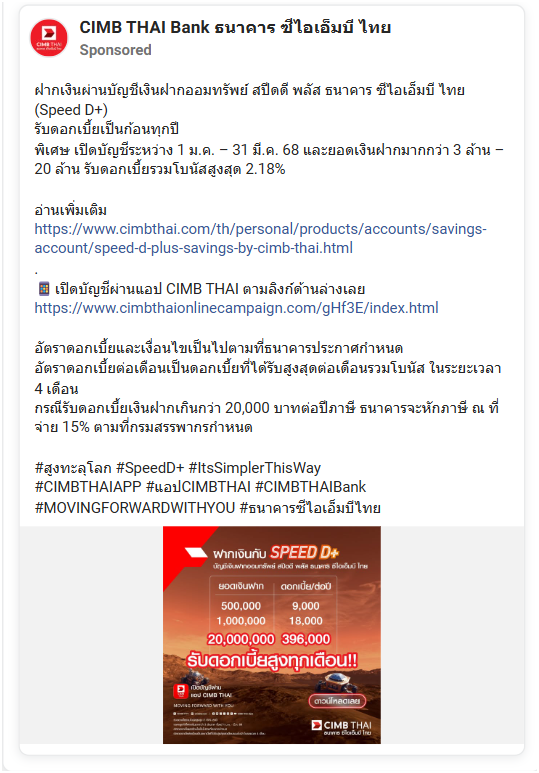 CIMB THAI Bank ธนาคาร ซีไอเอ็มบี ไทย
Sponsored
ฝากเงินผ่านบัญชีเงินฝากออมทรัพย์ สปีดดี พลัส ธนาคาร ซีไอเอ็มบี ไทย
(Speed D+)
รับดอกเบี้ยเป็นก้อนทุกปี
พิเศษ เปิดบัญชีระหว่าง 1 ม.ค. – 31 มี.ค. 68 และยอดเงินฝากมากกว่า 3 ล้าน –
20 ล้าน รับดอกเบี้ยรวมโบนัสสูงสุด 2.18%
อ่านเพิ่มเติม
https://www.cimbthai.com/th/personal/products/accounts/savings-
account/speed-d-plus-savings-by-cimb-thai.html
.
เปิดบัญชีผ่านแอป CIMB THAI ตามลิงก์ด้านล่างเลย
https://www.cimbthaionlinecampaign.com/gHf3E/index.html
อัตราดอกเบี้ยและเงื่อนไขเป็นไปตามที่ธนาคารประกาศกำหนด
อัตราดอกเบี้ยต่อเดือนเป็นดอกเบี้ยที่ได้รับสูงสุดต่อเดือนรวมโบนัส ในระยะเวลา
4 เดือน
กรณีรับดอกเบี้ยเงินฝากเกินกว่า 20,000 บาทต่อปีภาษี ธนาคารจะหักภาษี ณ ที่
จ่าย 15% ตามที่กรมสรรพากรกำหนด
#สูงทะลุโลก #SpeedD+ #ItsSimplerThisWay
#CIMBTHAIAPP #แอปCIMBTHAI #CIMBTHAIBank
#MOVINGFORWARDWITHYOU #ธนาคารซีไอเอ็มบีไทย
ฝากเงินกับ SPEED D+
บัญชีเงินฝากออมทรัพย์ สปีดดี พลัส ธนาคาร ซีไอเอ็มบี ไทย
ยอดเงินฝาก ดอกเบี้ย/ต่อปี
500,000 9,000
1,000,000 18,000
20,000,000 396,000
รับดอกเบี้ยสูงทุกเดือน!!
เปิดบัญชีผ่าน
แอป CIMB THAI
ดาวน์โหลดเลย
MOVING FORWARD WITH YOU
CIMB THAI
ธนาคาร ซีไอเอ็มบี ไทย